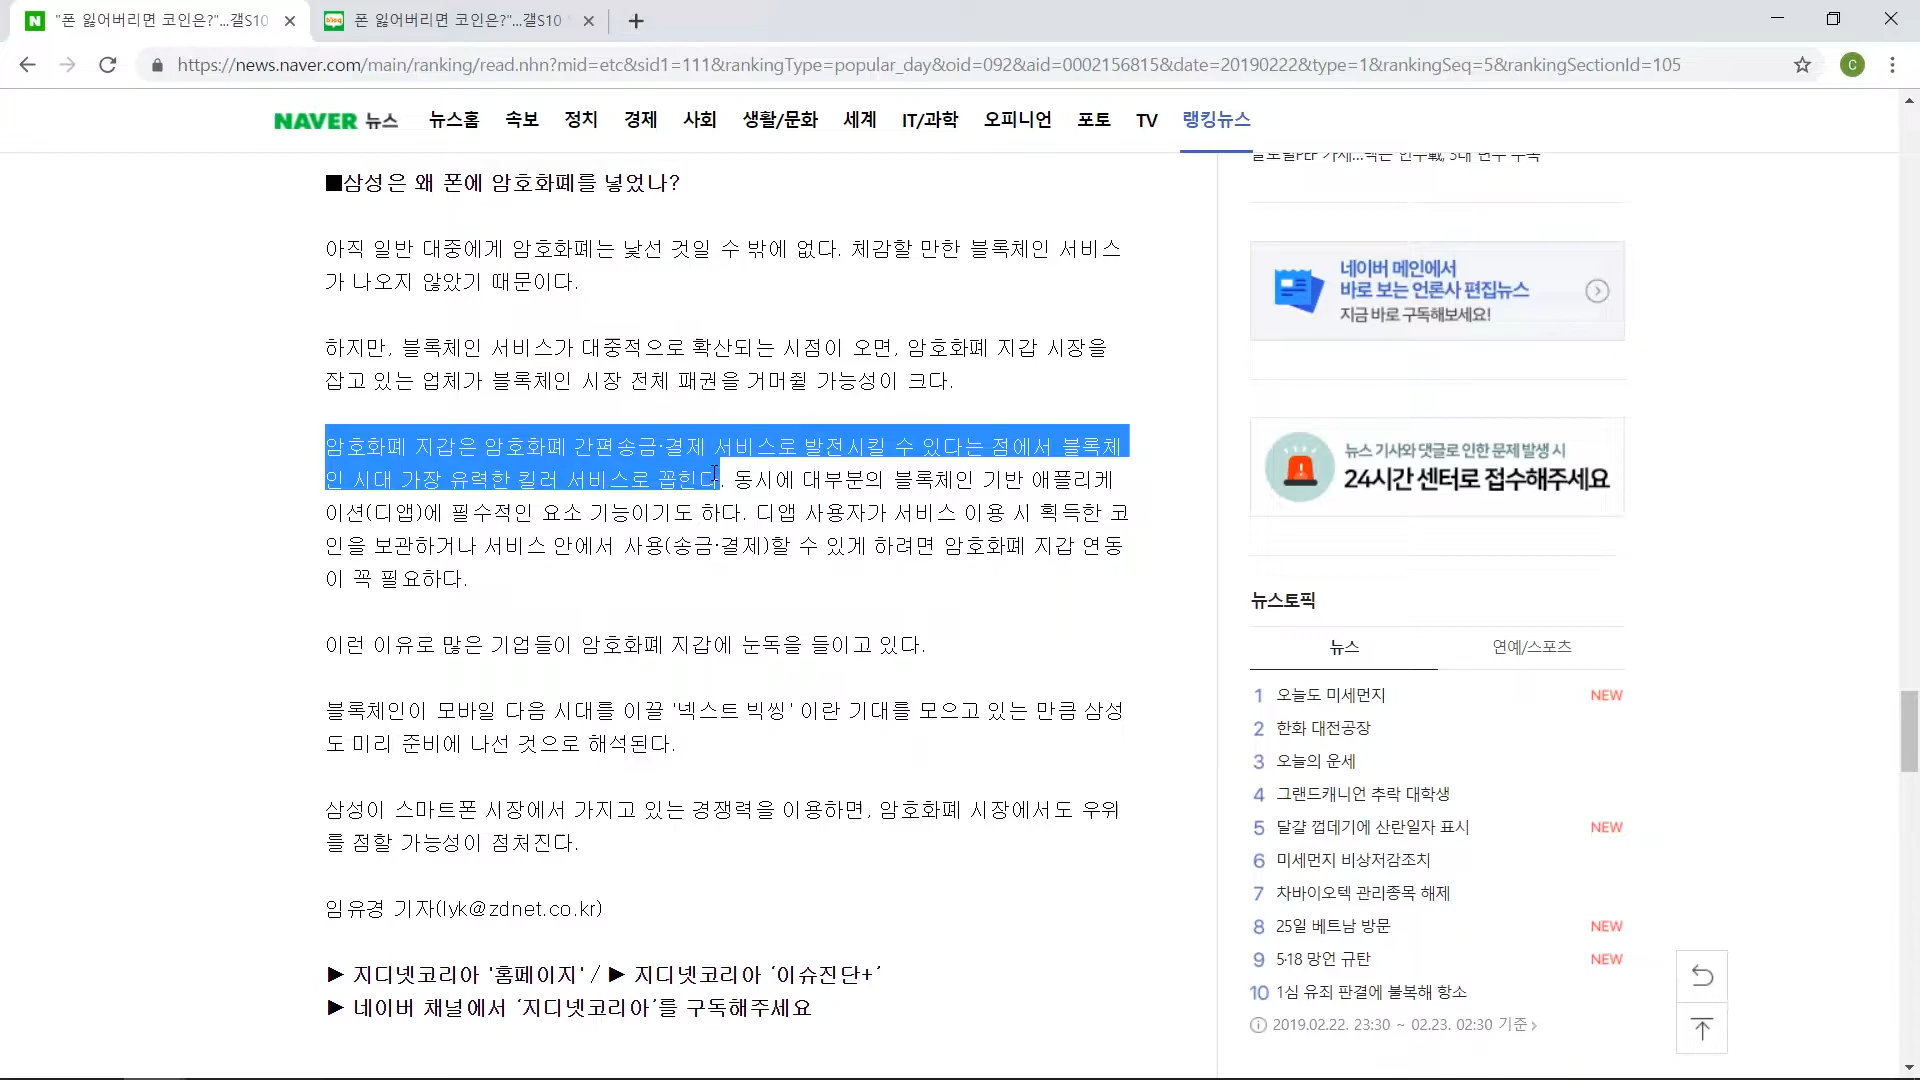 "폰 잃어버리면 코인은?"...갤S10
폰 잃어버리면 코인은?"...갤S10
https://news.naver.com/main/ranking/read.nhn?mid=etc&sid1=111&rankingType=popular_day&oid=092&aid=0002156815&date=20190222&type=1&rankingSeq=5&rankingSectionId=105
C
NAVER 뉴스 뉴스홈 속보 정치 경제 사회 생활/문화 세계 IT/과학 오피니언 포토 TV 랭킹뉴스
■삼성은 왜 폰에 암호화폐를 넣었나?
아직 일반 대중에게 암호화폐는 낯선 것일 수 밖에 없다. 체감할 만한 블록체인 서비스
가 나오지 않았기 때문이다.
하지만, 블록체인 서비스가 대중적으로 확산되는 시점이 오면, 암호화폐 지갑 시장을
잡고 있는 업체가 블록체인 시장 전체 패권을 거머쥘 가능성이 크다.
암호화폐 지갑은 암호화폐 간편송금·결제 서비스로 발전시킬 수 있다는 점에서 블록체
인 시대 가장 유력한 킬러 서비스로 꼽힌다. 동시에 대부분의 블록체인 기반 애플리케
이션(디앱)에 필수적인 요소 기능이기도 하다. 디앱 사용자가 서비스 이용 시 획득한 코
인을 보관하거나 서비스 안에서 사용(송금·결제)할 수 있게 하려면 암호화폐 지갑 연동
이 꼭 필요하다.
이런 이유로 많은 기업들이 암호화폐 지갑에 눈독을 들이고 있다.
블록체인이 모바일 다음 시대를 이끌 '넥스트 빅씽' 이란 기대를 모으고 있는 만큼 삼성
도 미리 준비에 나선 것으로 해석된다.
삼성이 스마트폰 시장에서 가지고 있는 경쟁력을 이용하면, 암호화폐 시장에서도 우위
를 점할 가능성이 점쳐진다.
임유경 기자(lyk@zdnet.co.kr)
▶ 지디넷코리아 '홈페이지' / ▶ 지디넷코리아 ‘이슈진단+’
▶ 네이버 채널에서 ‘지디넷코리아’를 구독해주세요
네이버 메인에서
바로 보는 언론사 편집뉴스
지금 바로 구독해보세요!
뉴스 기사와 댓글로 인한 문제 발생 시
24시간 센터로 접수해주세요
뉴스토픽
뉴스 연예/스포츠
1 오늘도 미세먼지 NEW
2 한화 대전공장
3 오늘의 운세
4 그랜드캐니언 추락 대학생
5 달걀 껍데기에 산란일자 표시 NEW
6 미세먼지 비상저감조치
7 차바이오텍 관리종목 해제
8 25일 베트남 방문 NEW
9 5·18 망언 규탄 NEW
10 1심 유죄 판결에 불복해 항소
2019.02.22. 23:30 ~ 02.23. 02:30 기준